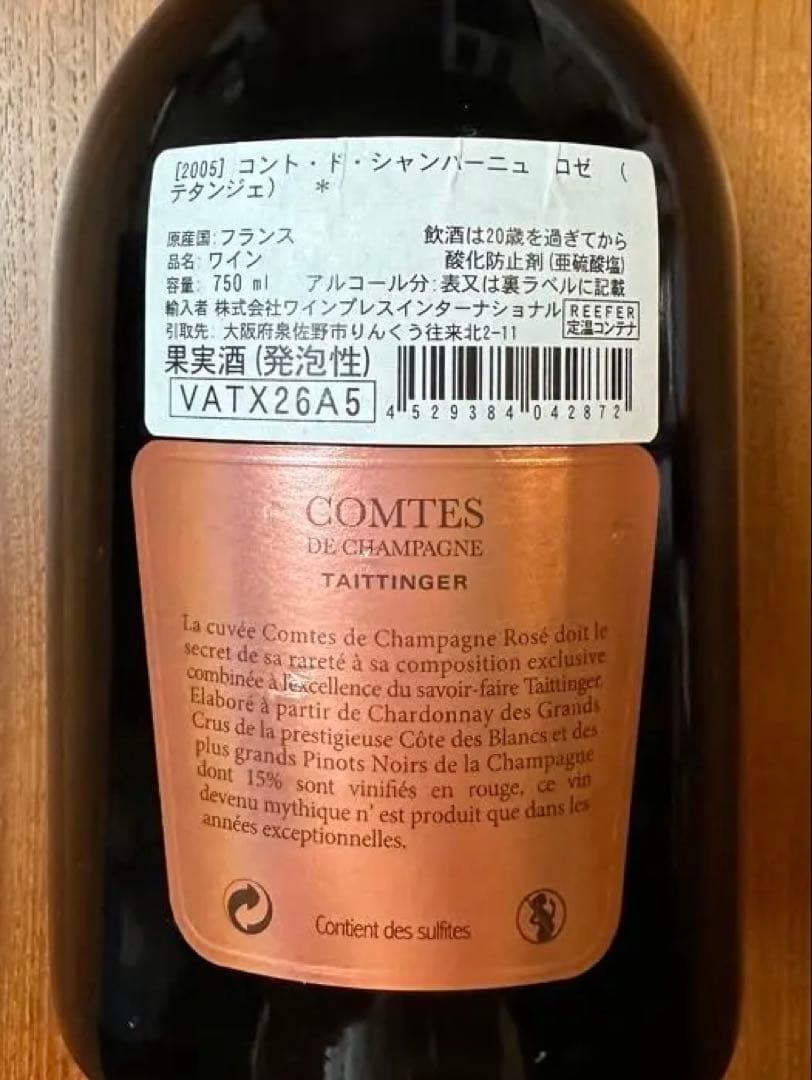 [2005] コント・ド・シャンパーニュ ロゼ (
テタンジェ) *
原産国:フランス 飲酒は20歳を過ぎてから
品名: ワイン 酸化防止剤(亜硫酸塩)
容量: 750 ml アルコール分:表又は裏ラベルに記載
輸入者 株式会社ワインプレスインターナショナル REEFER
引取先: 大阪府泉佐野市りんくう往来北2-11 定温コンテナ
果実酒(発泡性)
VATX26A5 4 529384 042872
COMTES
DE CHAMPAGNE
TAITTINGER
La cuvée Comtes de Champagne Rosé doit le
secret de sa rareté à sa composition exclusive
combinée à l'excellence du savoir-faire Taittinger.
Elaboré à partir de Chardonnay des Grands
Crus de la prestigieuse Côte des Blancs et des
plus grands Pinots Noirs de la Champagne
dont 15% sont vinifiés en rouge, ce vin
devenu mythique n' est produit que dans les
années exceptionnelles.
Contient des sulfites